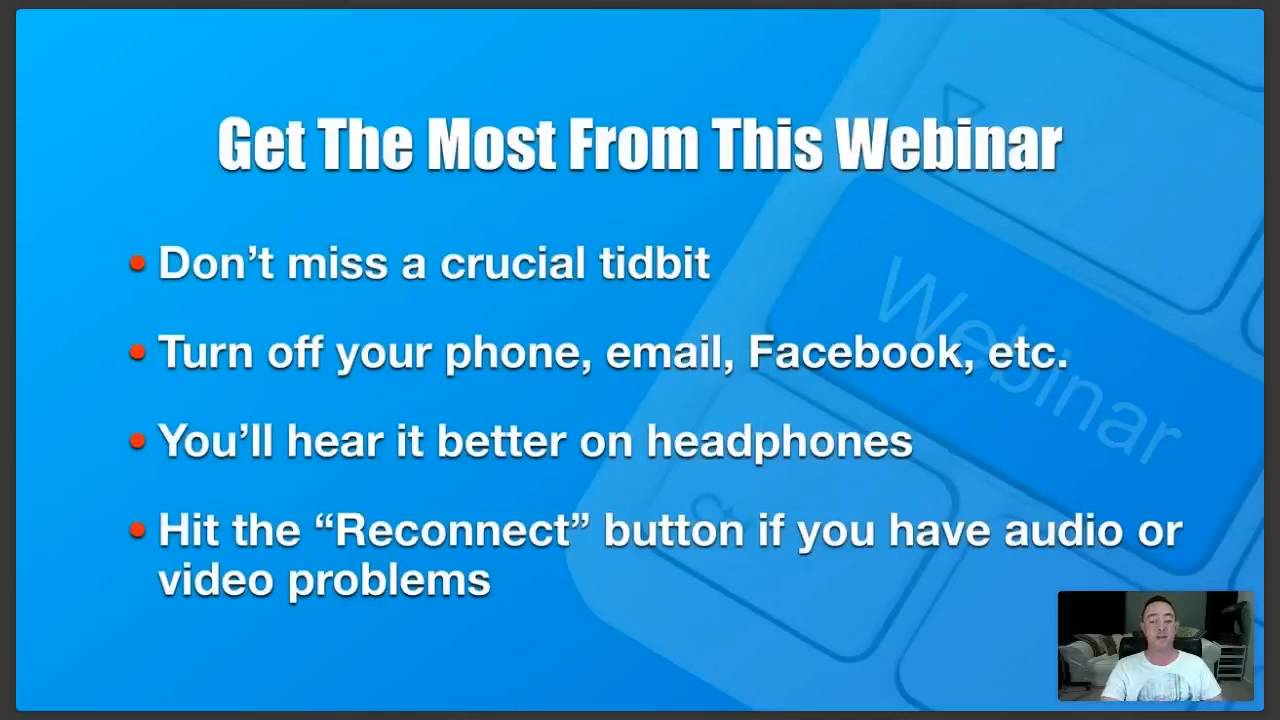 Get The Most From This Webinar
• Don’t miss a crucial tidbit
• Turn off your phone, email, Facebook, etc.
• You’ll hear it better on headphones
• Hit the “Reconnect” button if you have audio or
video problems
Webinar